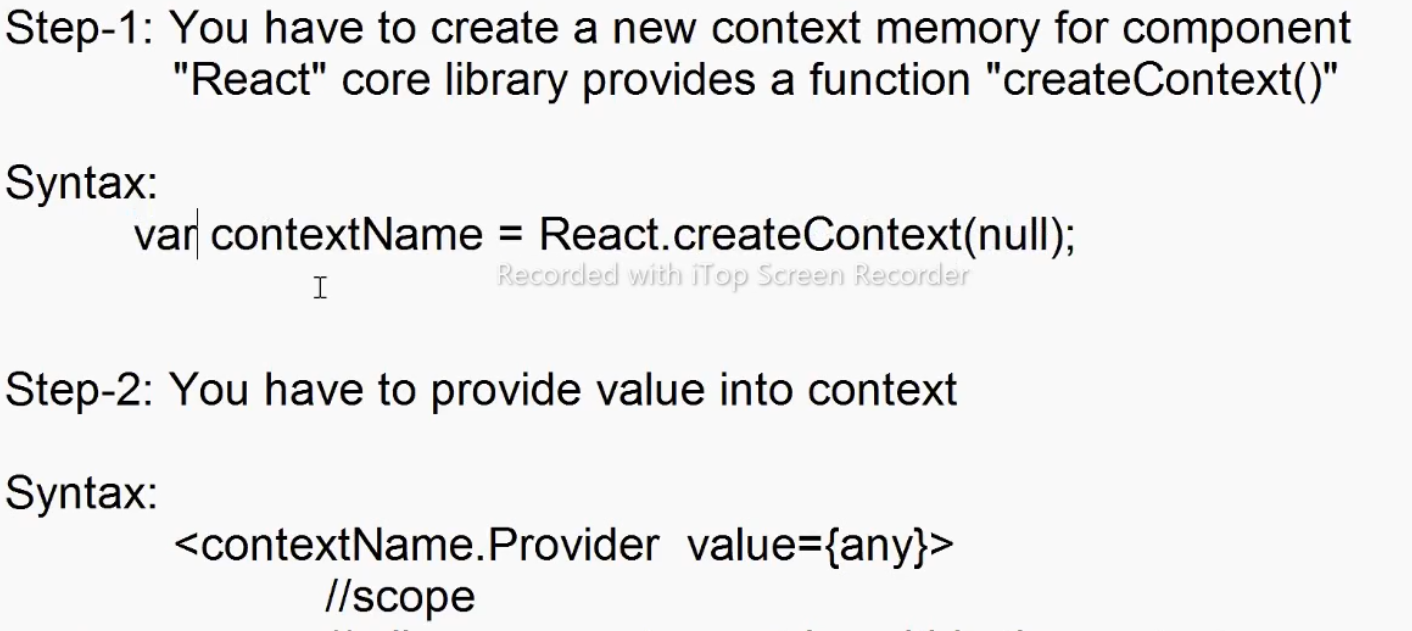 Step-1: You have to create a new context memory for component
"React" core library provides a function "createContext()"
Syntax:
var contextName = React.createContext(null);
Recorded with iTop Screen Recorder
Step-2: You have to provide value into context
Syntax:
<contextName.Provider value={any}>
//scope